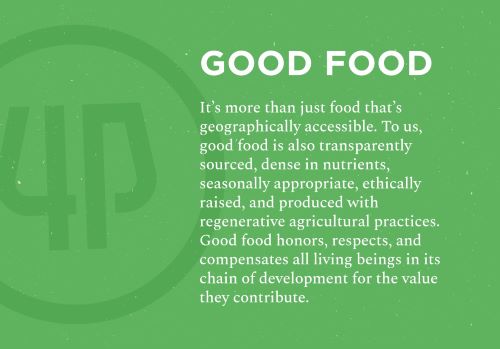 GOOD FOOD
It's more than just food that's
geographically accessible. To us,
good food is also transparently
sourced, dense in nutrients,
seasonally appropriate, ethically
raised, and produced with
regenerative agricultural practices.
Good food honors, respects, and
compensates all living beings in its
chain of development for the value
they contribute.
4P